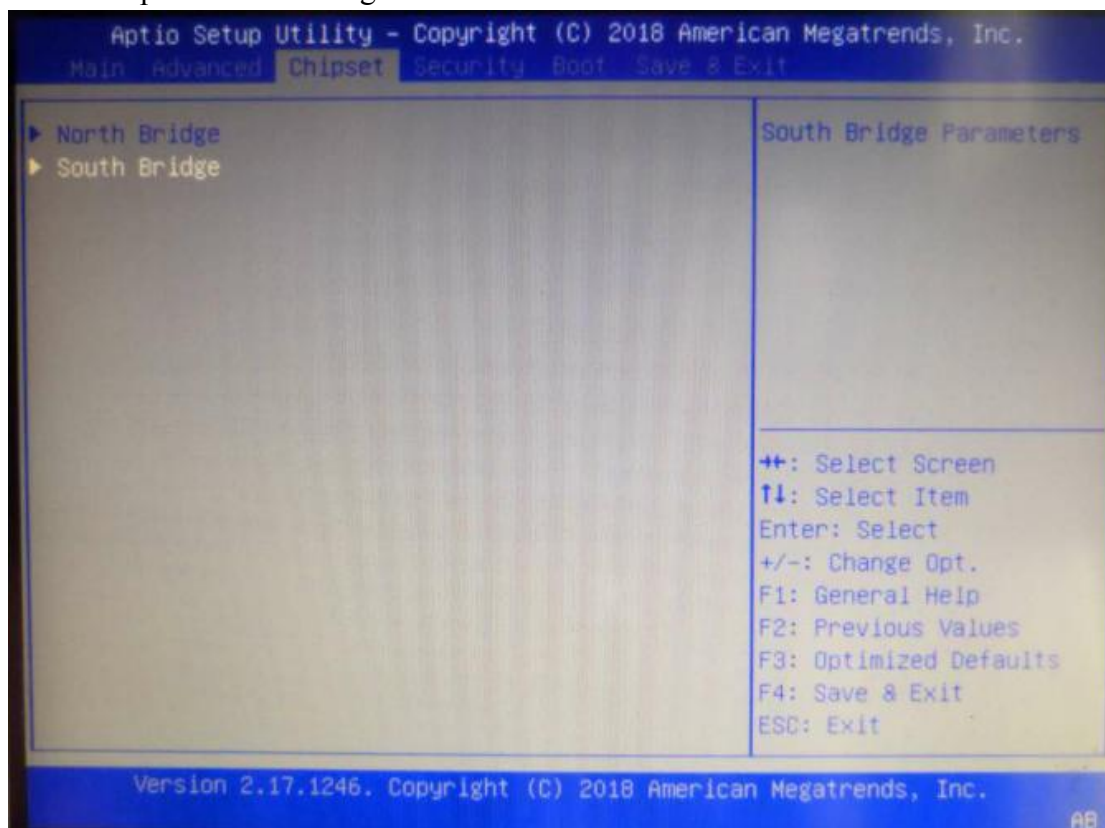 Aptio Setup Utility – Copyright (C) 2018 American Megatrends, Inc.
Main Advanced Chipset Security Boot Save & Exit
▶ North Bridge
▶ South Bridge
South Bridge Parameters
→←: Select Screen
↑↓: Select Item
Enter: Select
+/-: Change Opt.
F1: General Help
F2: Previous Values
F3: Optimized Defaults
F4: Save & Exit
ESC: Exit
Version 2.17.1246. Copyright (C) 2018 American Megatrends, Inc.
AB